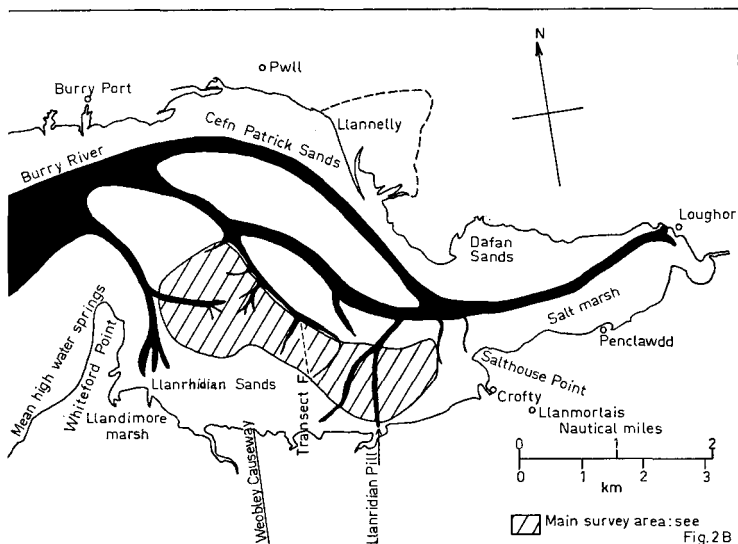 N
Pwll
Burry Port
Cefn Patrick Sands
Llannelly
Burry River
Loughor
Dafan
Sands
Salt marsh
Penclawdd
Mean high water springs
Whiteford Point
Salthouse Point
Llanrhidian Sands
Transect F
Crofty
Llandimore
marsh
Llanmorlais
Weobley Causeway
Llanridian Pill
Nautical miles
0 1 2
0 1 2 3
km
Main survey area: see
Fig. 2B